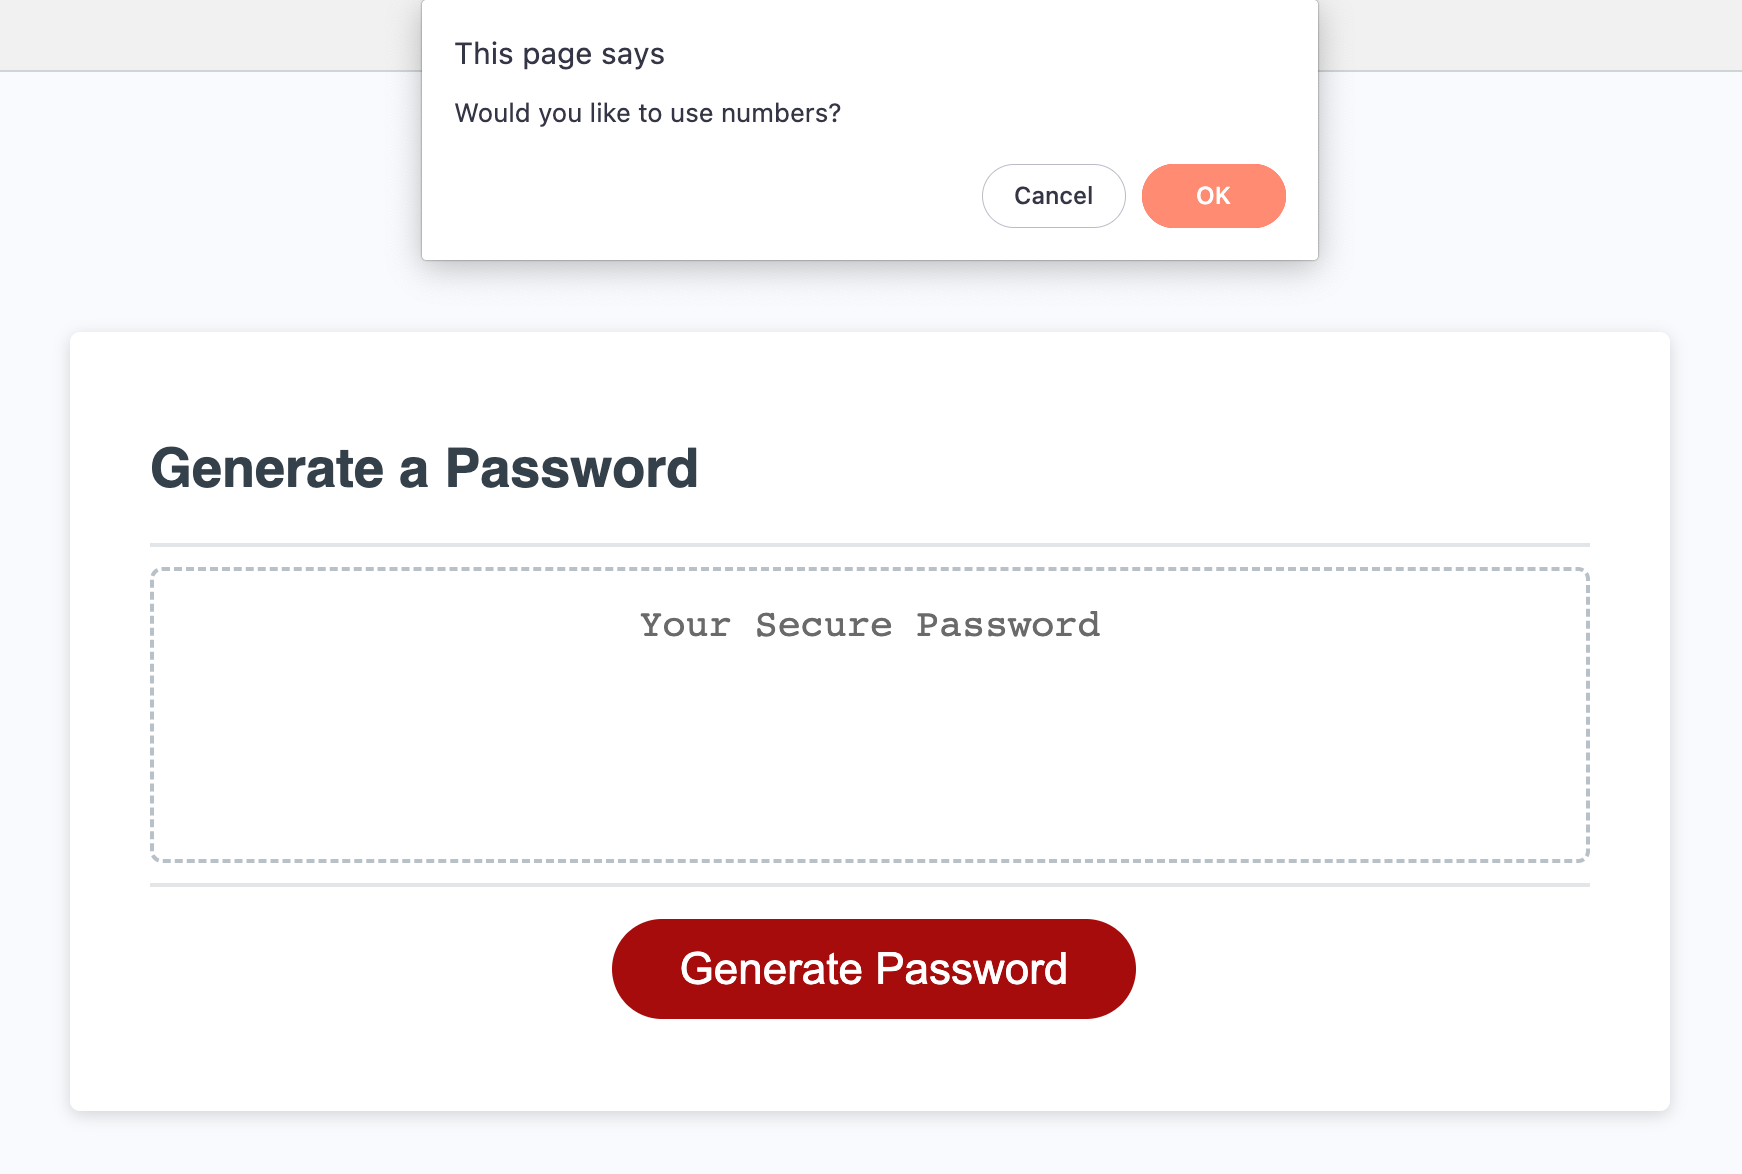 This page says
Would you like to use numbers?
Cancel OK
Generate a Password
Your Secure Password
Generate Password